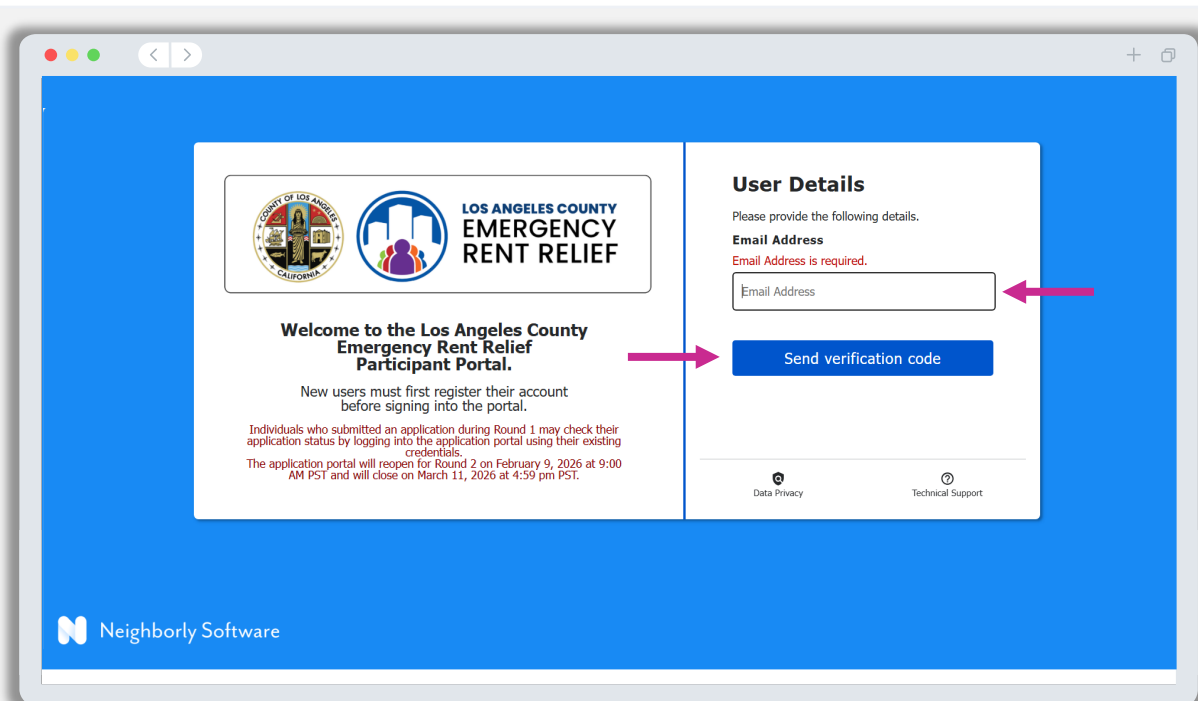 COUNTY OF LOS ANGELES
CALIFORNIA
LOS ANGELES COUNTY
EMERGENCY
RENT RELIEF
Welcome to the Los Angeles County
Emergency Rent Relief
Participant Portal.
New users must first register their account
before signing into the portal.
Individuals who submitted an application during Round 1 may check their
application status by logging into the application portal using their existing
credentials.
The application portal will reopen for Round 2 on February 9, 2026 at 9:00
AM PST and will close on March 11, 2026 at 4:59 pm PST.
User Details
Please provide the following details.
Email Address
Email Address is required.
Email Address
Send verification code
Data Privacy
Technical Support
Neighborly Software